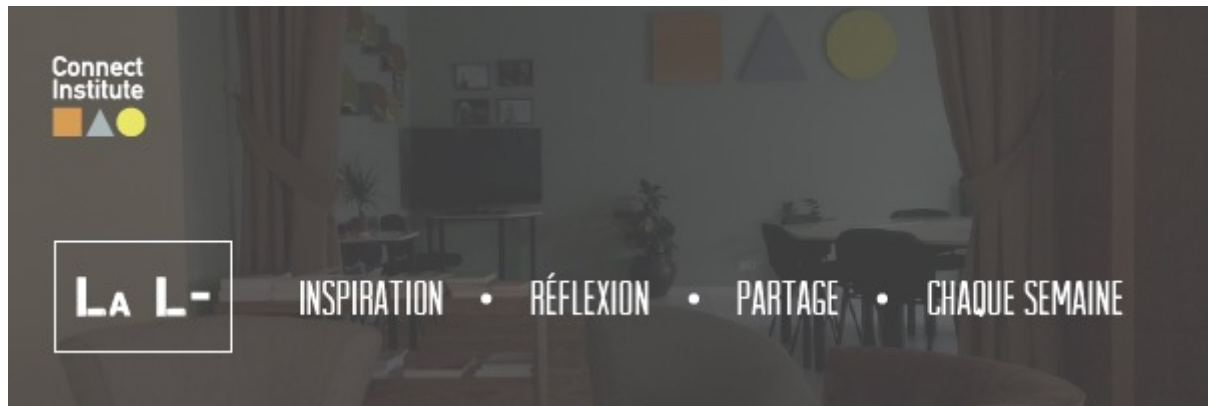 Connect
Institute
La L-
INSPIRATION • RÉFLEXION • PARTAGE • CHAQUE SEMAINE